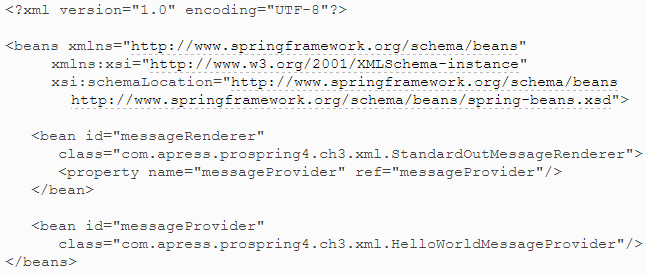 <?xml version="1.0" encoding="UTF-8"?>
<beans xmlns="http://www.springframework.org/schema/beans"
xmlns:xsi="http://www.w3.org/2001/XMLSchema-instance"
xsi:schemaLocation="http://www.springframework.org/schema/beans
http://www.springframework.org/schema/beans/spring-beans.xsd">
<bean id="messageRenderer"
class="com.apress.prospring4.ch3.xml.StandardOutMessageRenderer">
<property name="messageProvider" ref="messageProvider"/>
</bean>
<bean id="messageProvider"
class="com.apress.prospring4.ch3.xml.HelloWorldMessageProvider"/>
</beans>